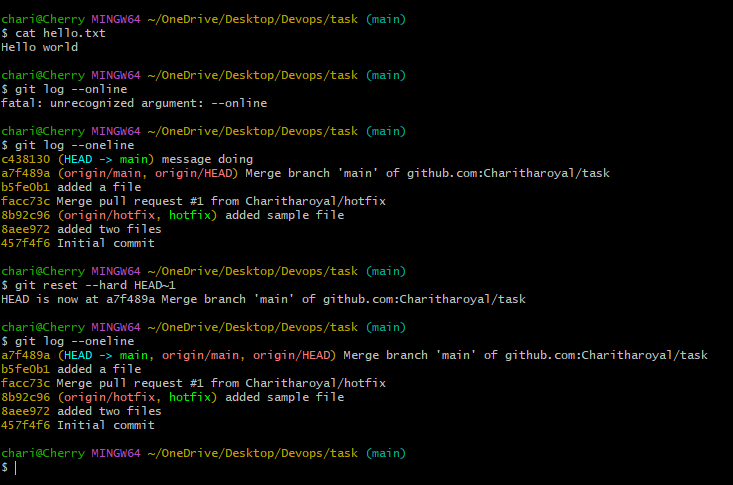 chari@Cherry MINGW64 ~/OneDrive/Desktop/Devops/task (main)
$ cat hello.txt
Hello world
chari@Cherry MINGW64 ~/OneDrive/Desktop/Devops/task (main)
$ git log --online
fatal: unrecognized argument: --online
chari@Cherry MINGW64 ~/OneDrive/Desktop/Devops/task (main)
$ git log --oneline
c438130 (HEAD -> main) message doing
a7f489a (origin/main, origin/HEAD) Merge branch 'main' of github.com:Charitharoyal/task
b5fe0b1 added a file
facc73c Merge pull request #1 from Charitharoyal/hotfix
8b92c96 (origin/hotfix, hotfix) added sample file
8aee972 added two files
457f4f6 Initial commit
chari@Cherry MINGW64 ~/OneDrive/Desktop/Devops/task (main)
$ git reset --hard HEAD~1
HEAD is now at a7f489a Merge branch 'main' of github.com:Charitharoyal/task
chari@Cherry MINGW64 ~/OneDrive/Desktop/Devops/task (main)
$ git log --oneline
a7f489a (HEAD -> main, origin/main, origin/HEAD) Merge branch 'main' of github.com:Charitharoyal/task
b5fe0b1 added a file
facc73c Merge pull request #1 from Charitharoyal/hotfix
8b92c96 (origin/hotfix, hotfix) added sample file
8aee972 added two files
457f4f6 Initial commit
chari@Cherry MINGW64 ~/OneDrive/Desktop/Devops/task (main)
$